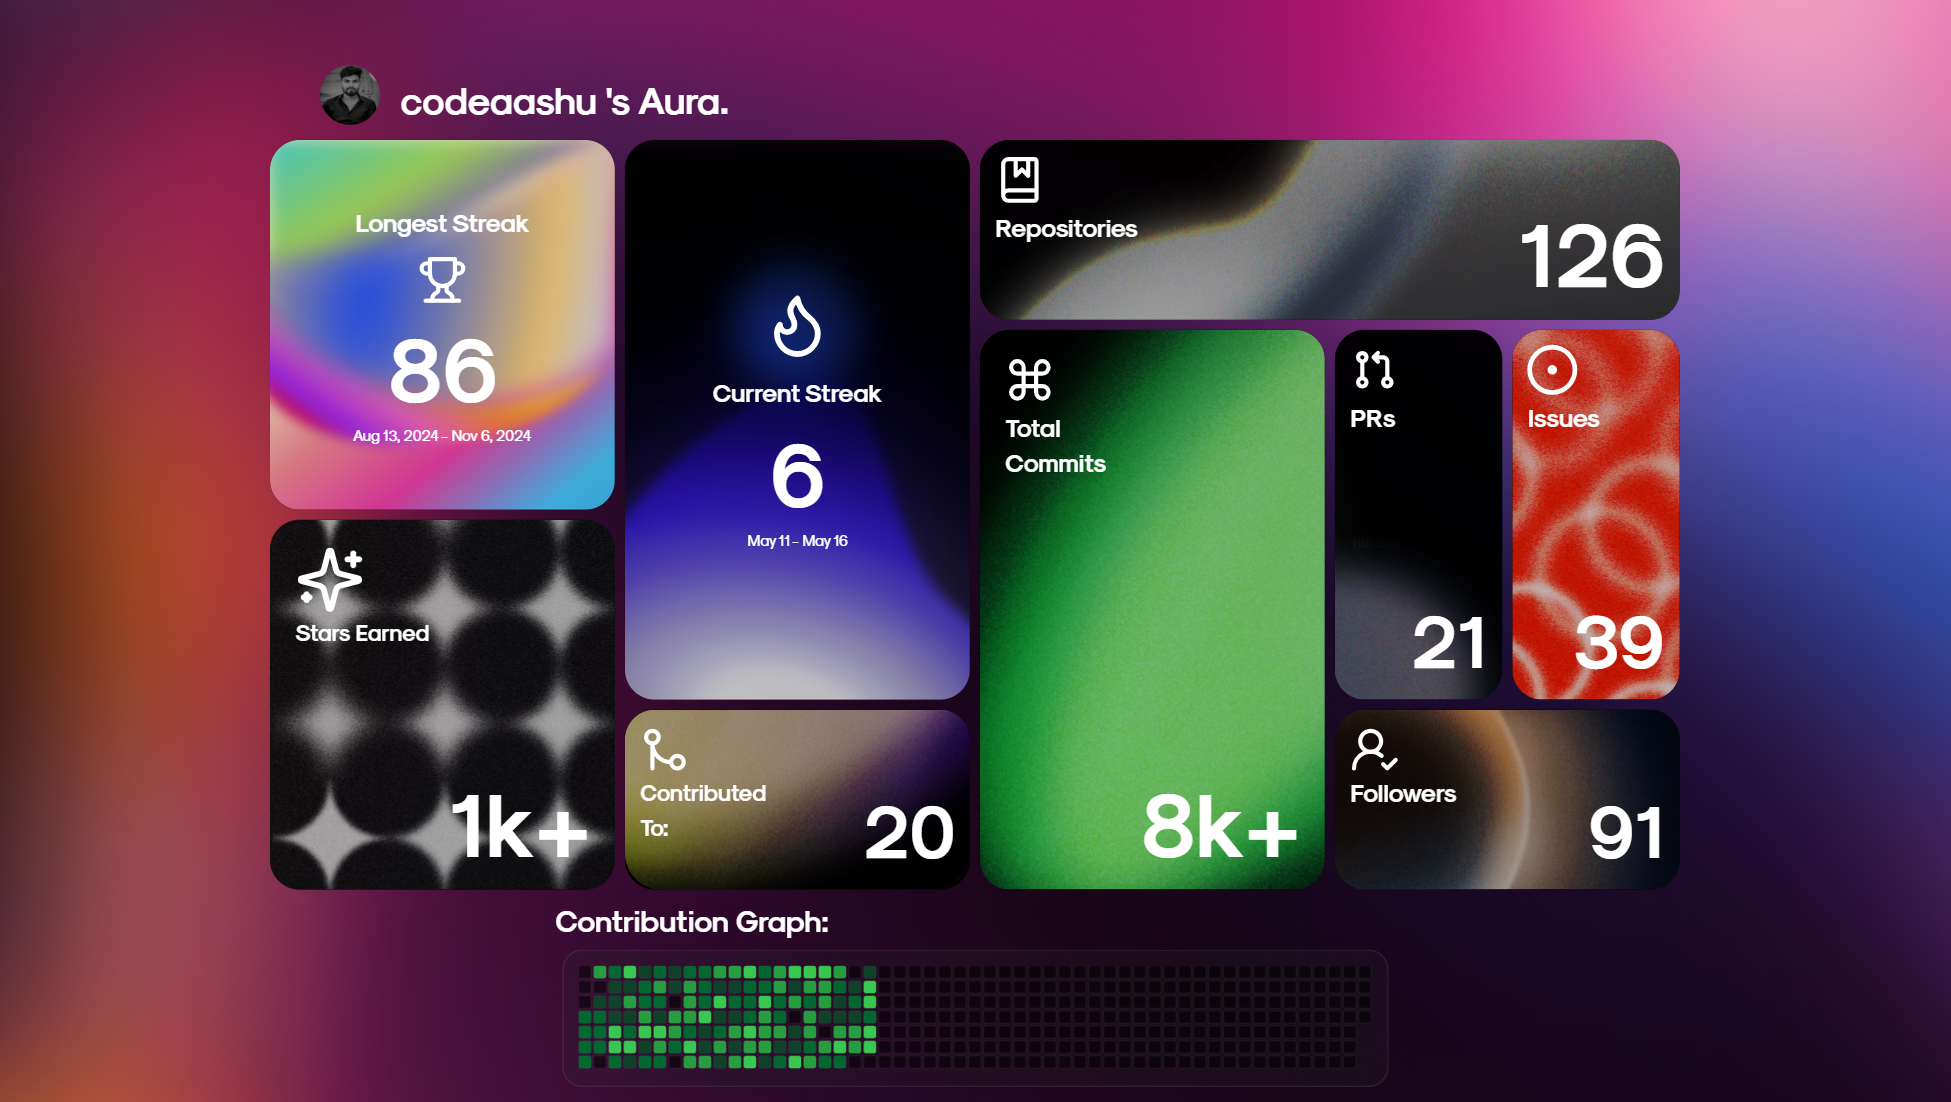 codeaashu 's Aura.
Longest Streak
86
Aug 13, 2024 - Nov 6, 2024
Current Streak
6
May 11 - May 16
Repositories
126
Total
Commits
8k+
PRs
21
Issues
39
Stars Earned
1k+
Contributed
To:
20
Followers
91
Contribution Graph: